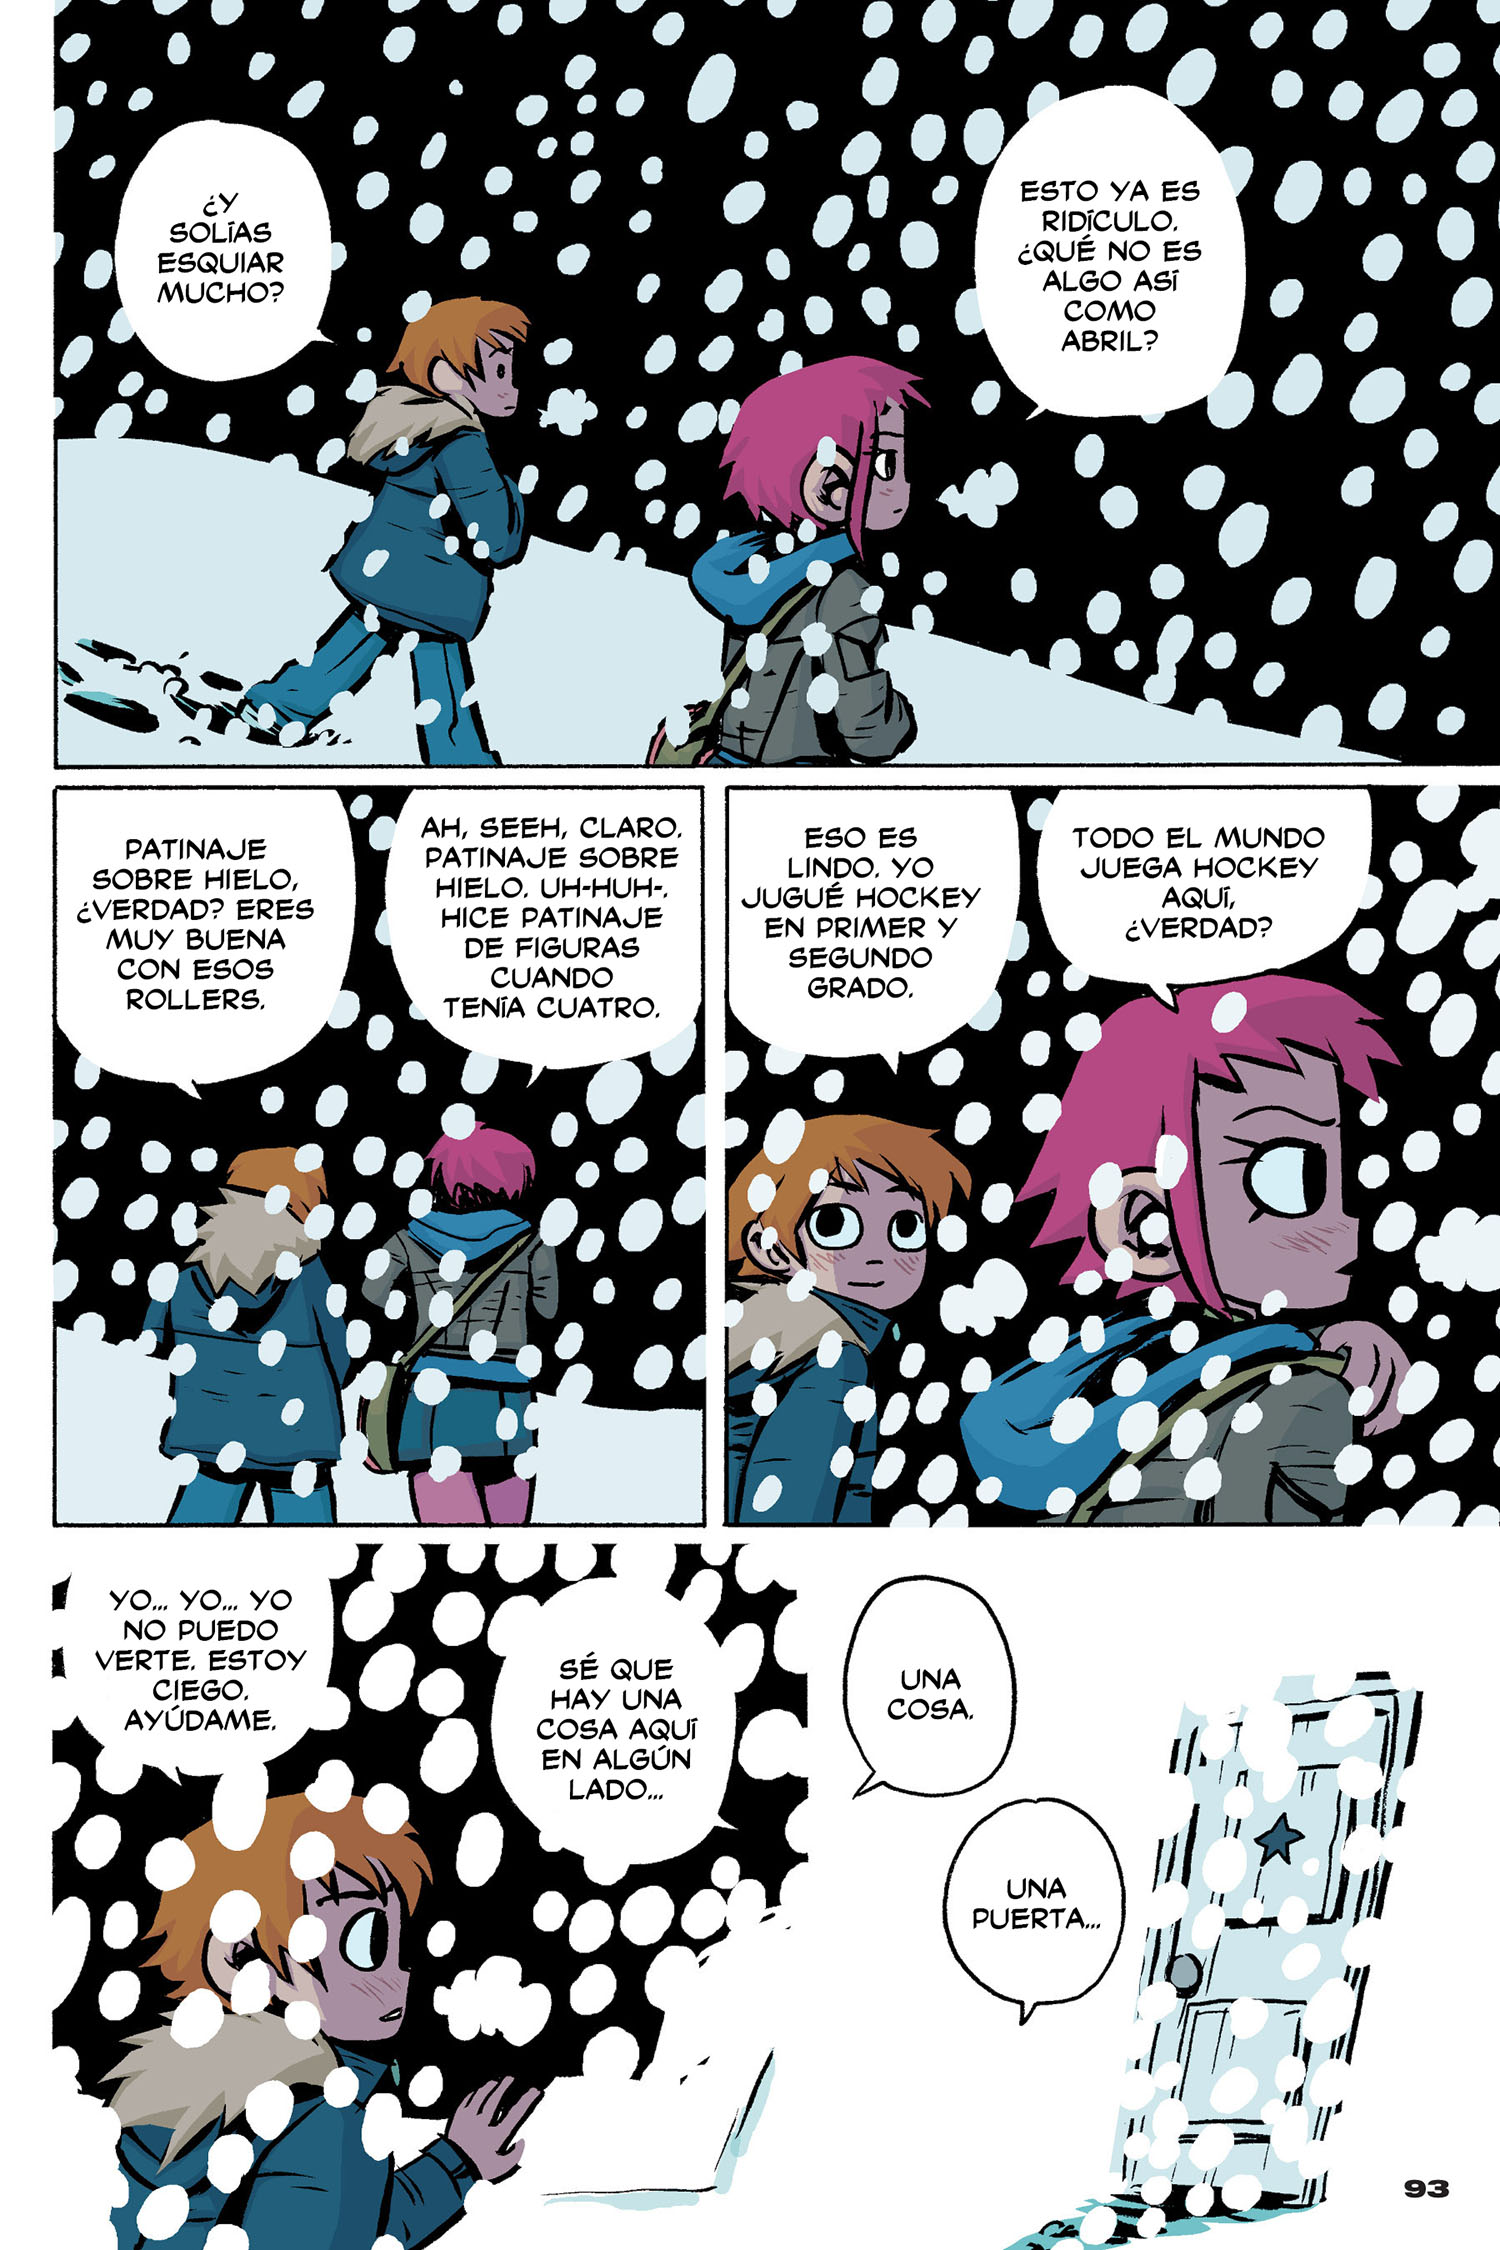 ¿Y
SOLÍAS
ESQUIAR
MUCHO?
ESTO YA ES
RIDÍCULO.
¿QUÉ NO ES
ALGO ASÍ
COMO
ABRIL?
PATINAJE
SOBRE HIELO,
¿VERDAD? ERES
MUY BUENA
CON ESOS
ROLLERS.
AH, SEEH, CLARO.
PATINAJE SOBRE
HIELO. UH-HUH-.
HICE PATINAJE
DE FIGURAS
CUANDO
TENÍA CUATRO.
ESO ES
LINDO. YO
JUGUÉ HOCKEY
EN PRIMER Y
SEGUNDO
GRADO.
TODO EL MUNDO
JUEGA HOCKEY
AQUÍ,
¿VERDAD?
YO... YO... YO
NO PUEDO
VERTE. ESTOY
CIEGO.
AYÚDAME.
SÉ QUE
HAY UNA
COSA AQUÍ
EN ALGÚN
LADO...
UNA
COSA.
UNA
PUERTA...
93